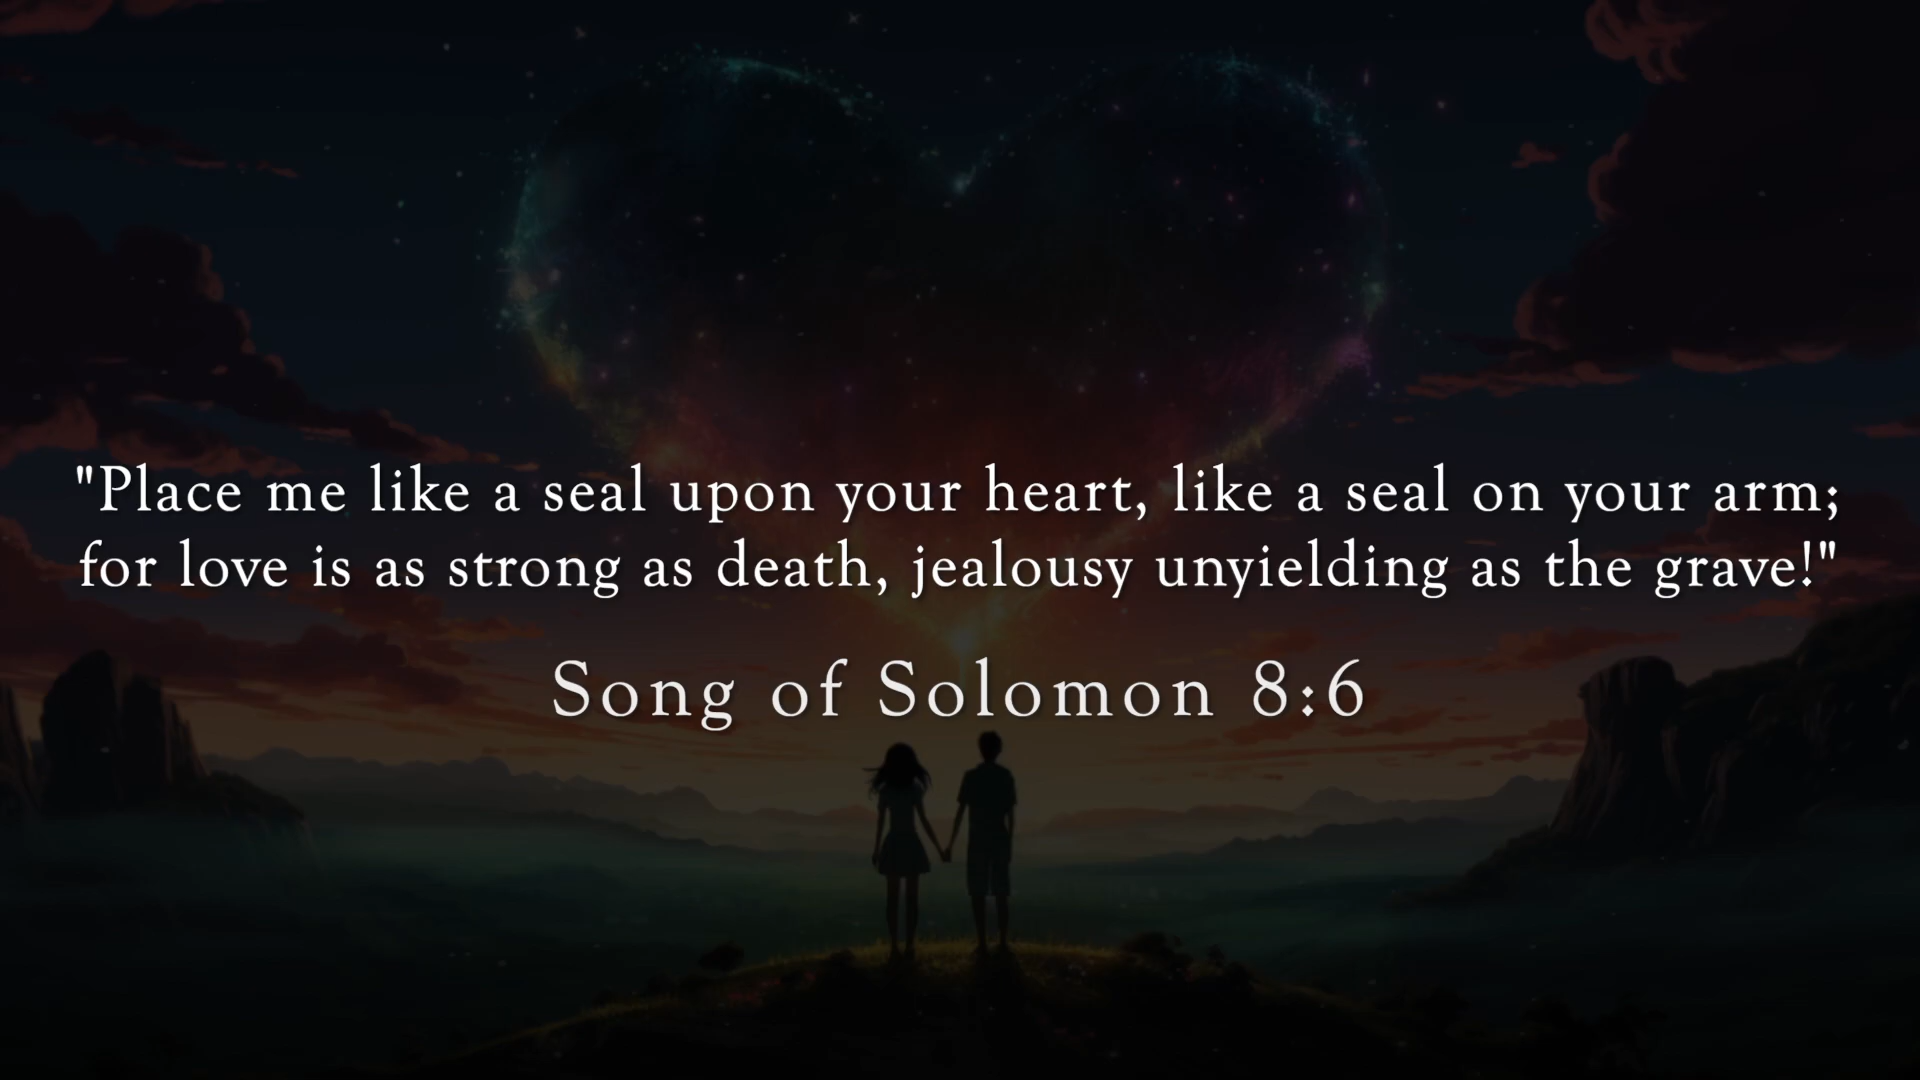 "Place me like a seal upon your heart, like a seal on your arm;
for love is as strong as death, jealousy unyielding as the grave!"
Song of Solomon 8:6